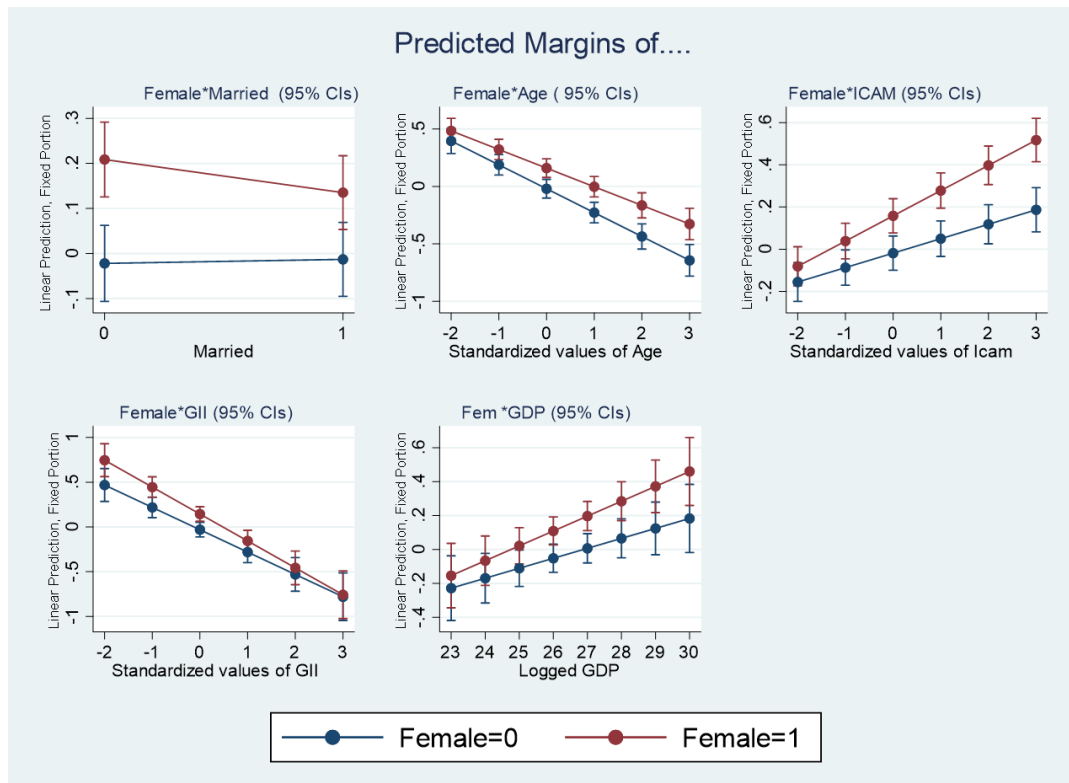 Predicted Margins of....
Female*Married (95% CIs)
Linear Prediction, Fixed Portion
.3
.2
.1
0
-.1
0 1
Married
Female*Age ( 95% CIs)
Linear Prediction, Fixed Portion
.5
0
-.5
-1
-2 -1 0 1 2 3
Standardized values of Age
Female*ICAM (95% CIs)
Linear Prediction, Fixed Portion
.6
.4
.2
0
-.2
-2 -1 0 1 2 3
Standardized values of Icam
Female*GII (95% CIs)
Linear Prediction, Fixed Portion
1
.5
0
-.5
-1
-2 -1 0 1 2 3
Standardized values of GII
Fem *GDP (95% CIs)
Linear Prediction, Fixed Portion
.6
.4
.2
0
-.2
-.4
23 24 25 26 27 28 29 30
Logged GDP
Female=0 Female=1